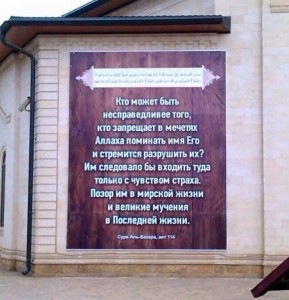 Кто может быть
несправедливее того,
кто запрещает в мечетях
Аллаха поминать имя Его
и стремится разрушить их?
Им следовало бы входить туда
только с чувством страха.
Позор им в мирской жизни
и великие мучения
в Последней жизни.
Сура Аль-Бакара, аят 114